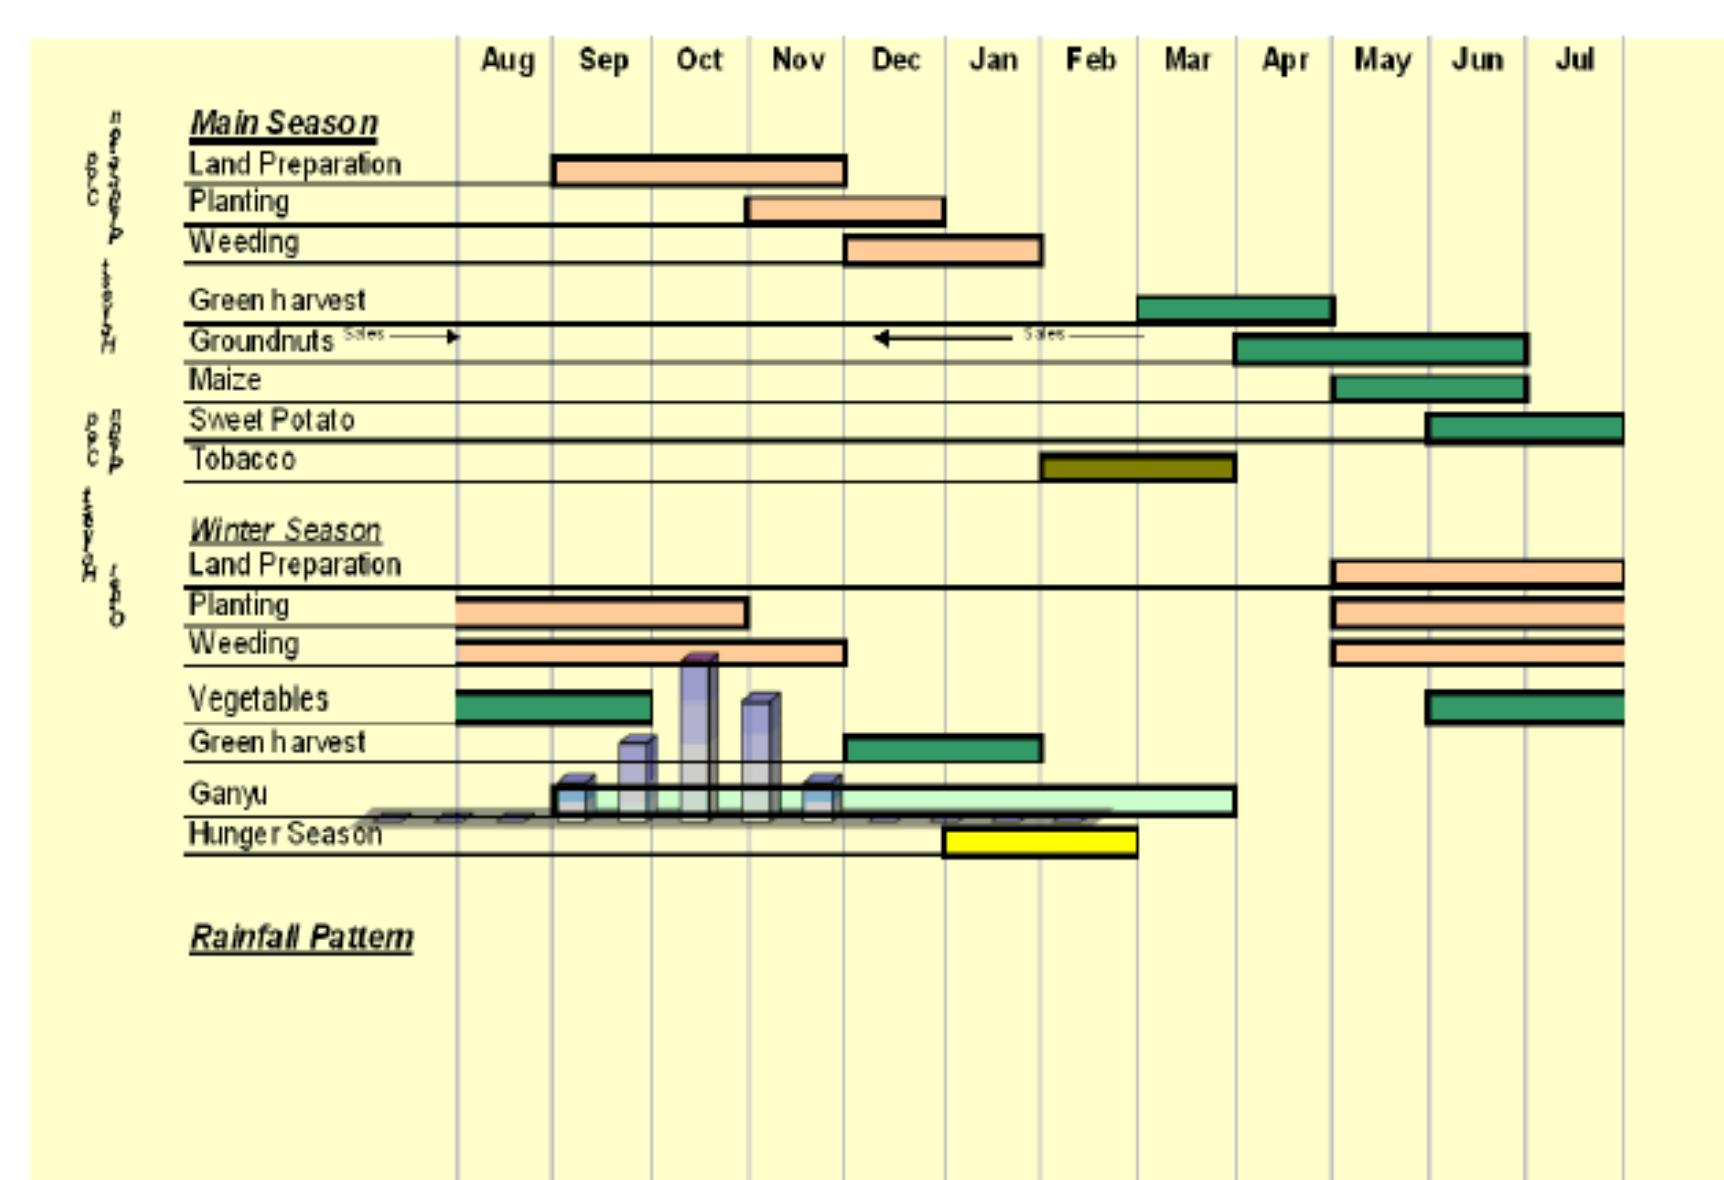 Aug Sep Oct Nov Dec Jan Feb Mar Apr May Jun Jul
Main Season
Land Preparation
Planting
Weeding
Green harvest
Groundnuts Sales Sales
Maize
Sweet Potato
Tobacco
Winter Season
Land Preparation
Planting
Weeding
Vegetables
Green harvest
Ganyu
Hunger Season
Rainfall Pattern